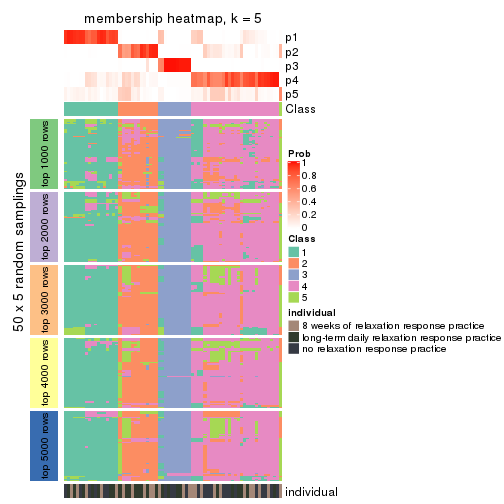 membership heatmap, k = 5
p1
p2
p3
p4
p5
Class
50 x 5 random samplings
top 1000 rows
top 2000 rows
top 3000 rows
top 4000 rows
top 5000 rows
individual
Prob
1
0.8
0.6
0.4
0.2
0
Class
1
2
3
4
5
individual
8 weeks of relaxation response practice
long-term daily relaxation response practice
no relaxation response practice